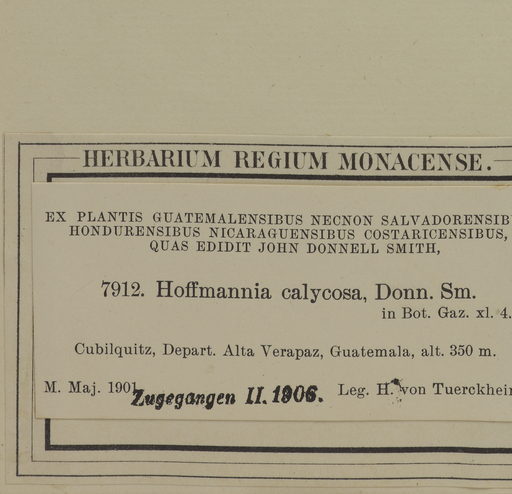 HERBARIUM REGIUM MONACENSE.
EX PLANTIS GUATEMALENSIBUS NECNON
HONDURENSIBUS NICARAGUENSIBUS COSTARICENSIBUS,
QUAS EDIDIT JOHN DONNELL SMITH,
7912. Hoffmannia calycosa, Donn. Sm.
in Bot. Gaz. xl. 4.
Cubilquitz, Depart. Alta Verapaz, Guatemala, alt. 350 m.
M. Maj. 1901 Zugegangen II. 1906. Leg. H. von